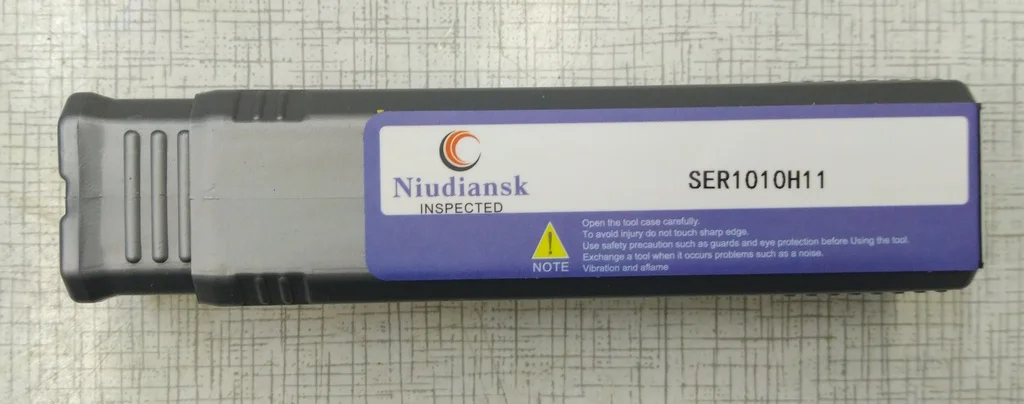 Niudiansk
INSPECTED
SER1010H11
NOTE
Open the tool case carefully.
To avoid injury do not touch sharp edge.
Use safety precaution such as guards and eye protection before Using the tool.
Exchange a tool when it occurs problems such as a noise.
Vibration and aflame